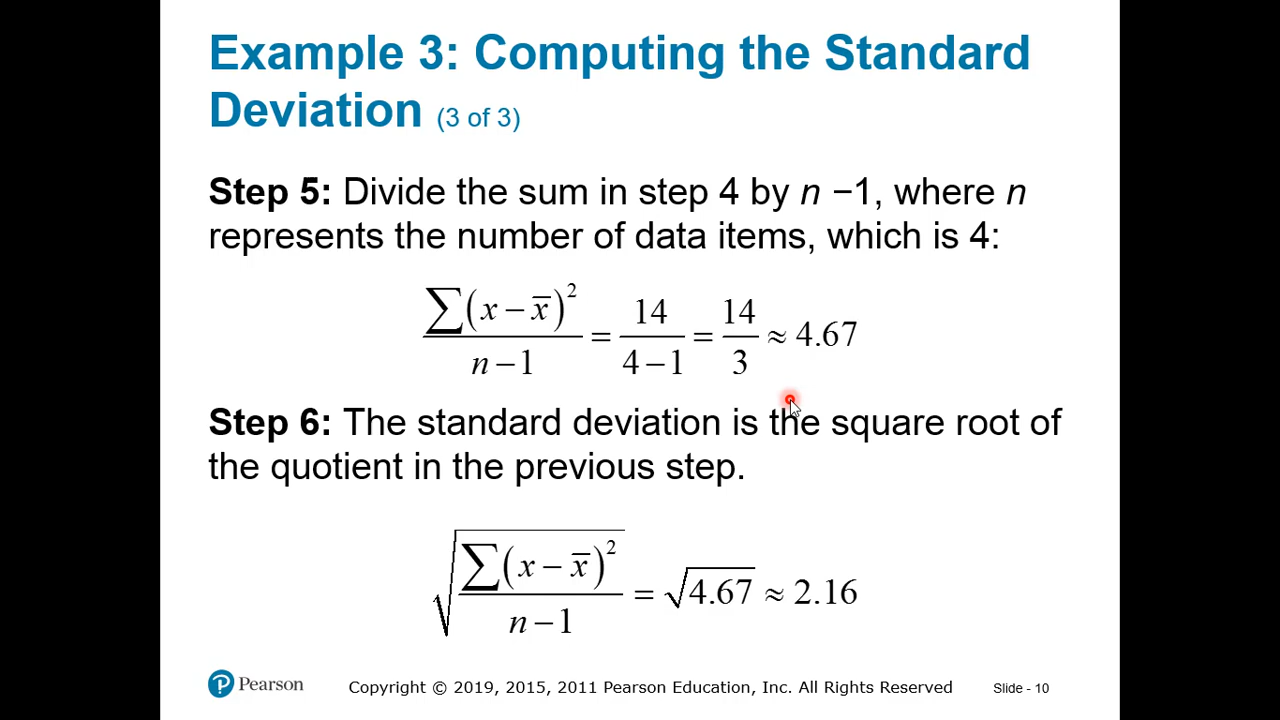 Example 3: Computing the Standard
Deviation (3 of 3)
Step 5: Divide the sum in step 4 by n −1, where n
represents the number of data items, which is 4:
∑(x − x̅)² / n − 1 = 14 / 4 − 1 = 14 / 3 ≈ 4.67
Step 6: The standard deviation is the square root of
the quotient in the previous step.
√(∑(x − x̅)² / n − 1) = √4.67 ≈ 2.16
Pearson
Copyright © 2019, 2015, 2011 Pearson Education, Inc. All Rights Reserved
Slide - 10